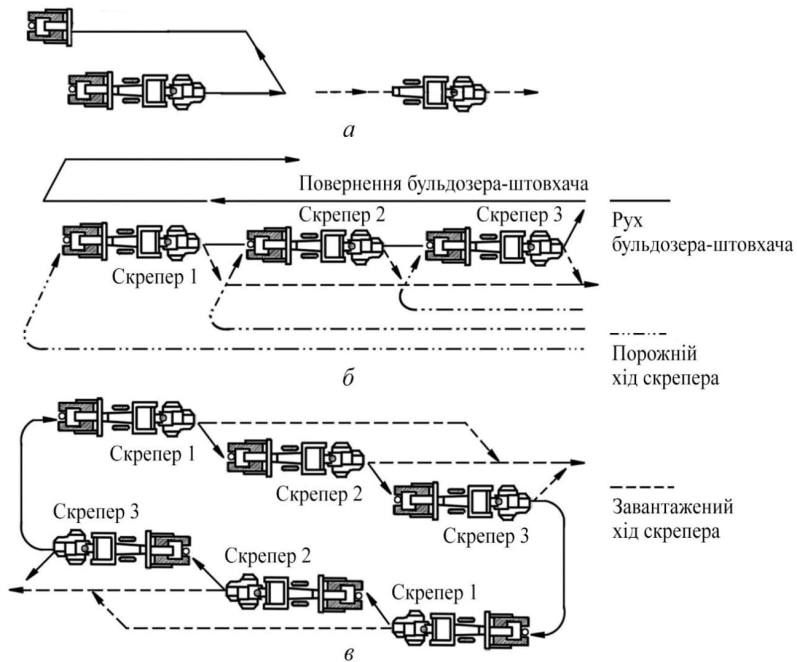 а
Повернення бульдозера-штовхача
Скрепер 2
Скрепер 3
Рух
бульдозера-штовхача
Скрепер 1
б
Порожній
хід скрепера
Скрепер 1
Скрепер 2
Скрепер 3
Завантажений
хід скрепера
Скрепер 3
Скрепер 2
Скрепер 1
в